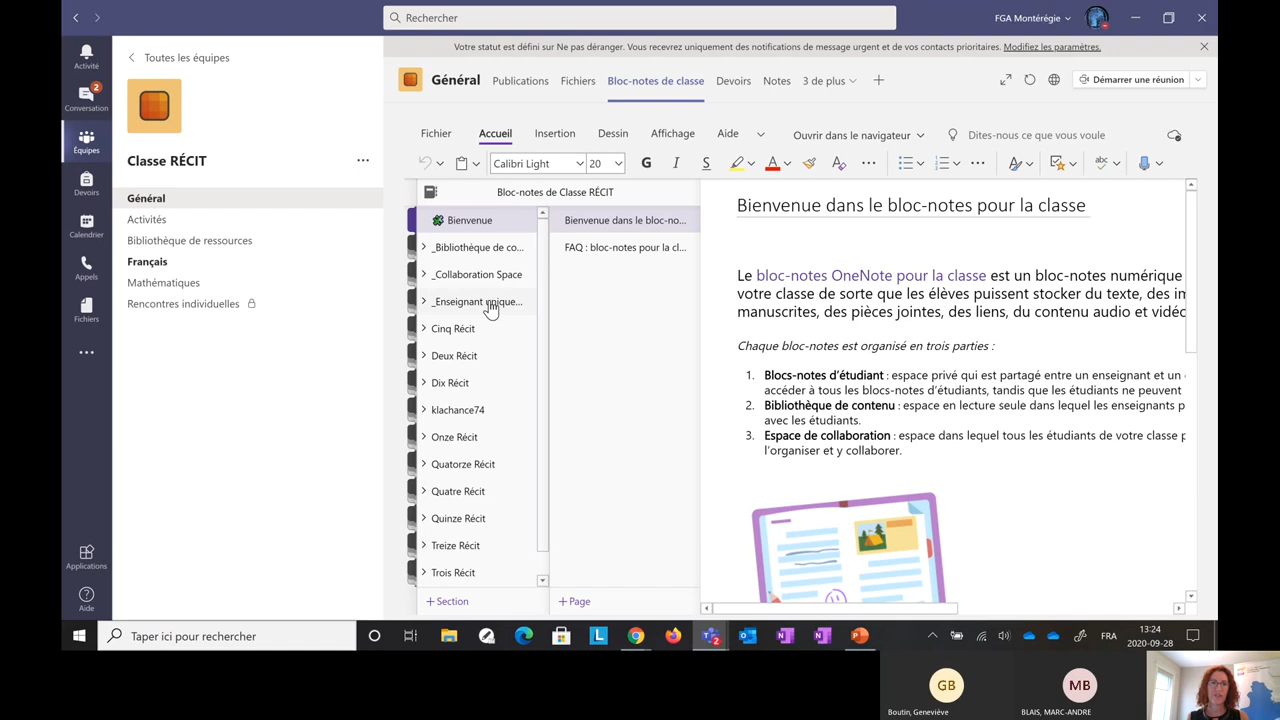 Rechercher
FGA Montérégie
Votre statut est défini sur Ne pas déranger. Vous recevrez uniquement des notifications de message urgent et de vos contacts prioritaires. Modifiez les paramètres.
Activité
2
Conversation
Équipes
Devoirs
Calendrier
Appels
Fichiers
Applications
Aide
Toutes les équipes
Classe RÉCIT
Général
Activités
Bibliothèque de ressources
Français
Mathématiques
Rencontres individuelles
Général
Publications
Fichiers
Bloc-notes de classe
Devoirs
Notes
3 de plus
Démarrer une réunion
Fichier
Accueil
Insertion
Dessin
Affichage
Aide
Ouvrir dans le navigateur
Dites-nous ce que vous voule
Calibri Light
20
G
I
S
Bloc-notes de Classe RÉCIT
Bienvenue
_Bibliothèque de co...
_Collaboration Space
_Enseignant unique...
Cinq Récit
Deux Récit
Dix Récit
klachance74
Onze Récit
Quatorze Récit
Quatre Récit
Quinze Récit
Treize Récit
Trois Récit
+ Section
Bienvenue dans le bloc-no...
FAQ : bloc-notes pour la cl...
+ Page
Bienvenue dans le bloc-notes pour la classe
Le bloc-notes OneNote pour la classe est un bloc-notes numérique
votre classe de sorte que les élèves puissent stocker du texte, des im
manuscrites, des pièces jointes, des liens, du contenu audio et vidéo
Chaque bloc-notes est organisé en trois parties :
1. Blocs-notes d'étudiant : espace privé qui est partagé entre un enseignant et un
accéder à tous les blocs-notes d'étudiants, tandis que les étudiants ne peuvent
2. Bibliothèque de contenu : espace en lecture seule dans lequel les enseignants p
avec les étudiants.
3. Espace de collaboration : espace dans lequel tous les étudiants de votre classe p
l'organiser et y collaborer.
Taper ici pour rechercher
L
2
FRA
13:24
2020-09-28
GB
Boutin, Geneviève
MB
BLAIS, MARC-ANDRE